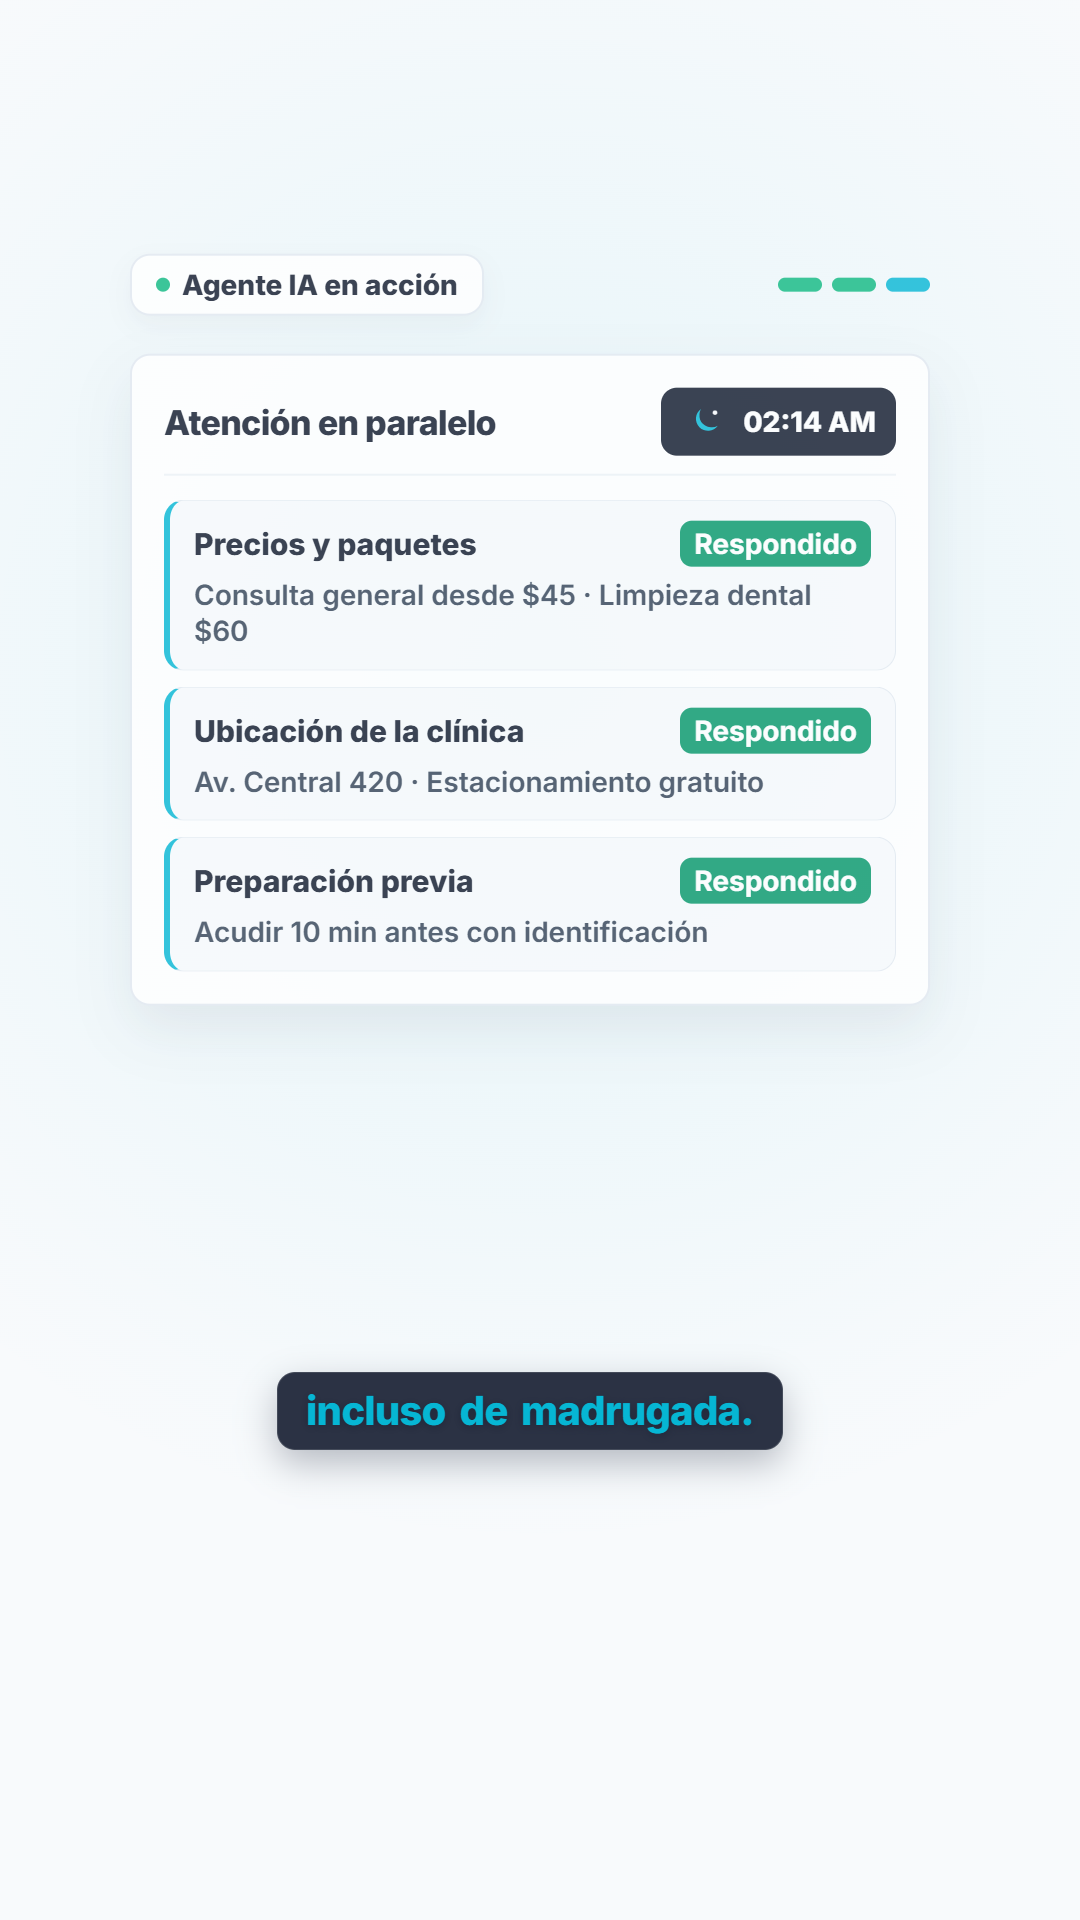 Agente IA en acción
Atención en paralelo
02:14 AM
Precios y paquetes
Respondido
Consulta general desde $45 · Limpieza dental
$60
Ubicación de la clínica
Respondido
Av. Central 420 · Estacionamiento gratuito
Preparación previa
Respondido
Acudir 10 min antes con identificación
incluso de madrugada.